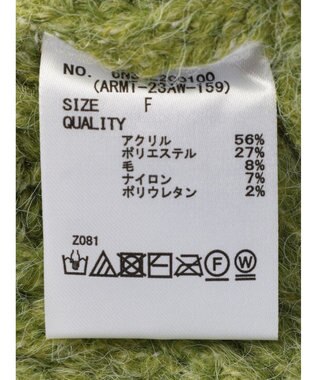 NO.
(ARM1-23AW-159)
SIZE F
QUALITY
アクリル 56%
ポリエステル 27%
毛 8%
ナイロン 7%
ポリウレタン 2%
Z081
F W